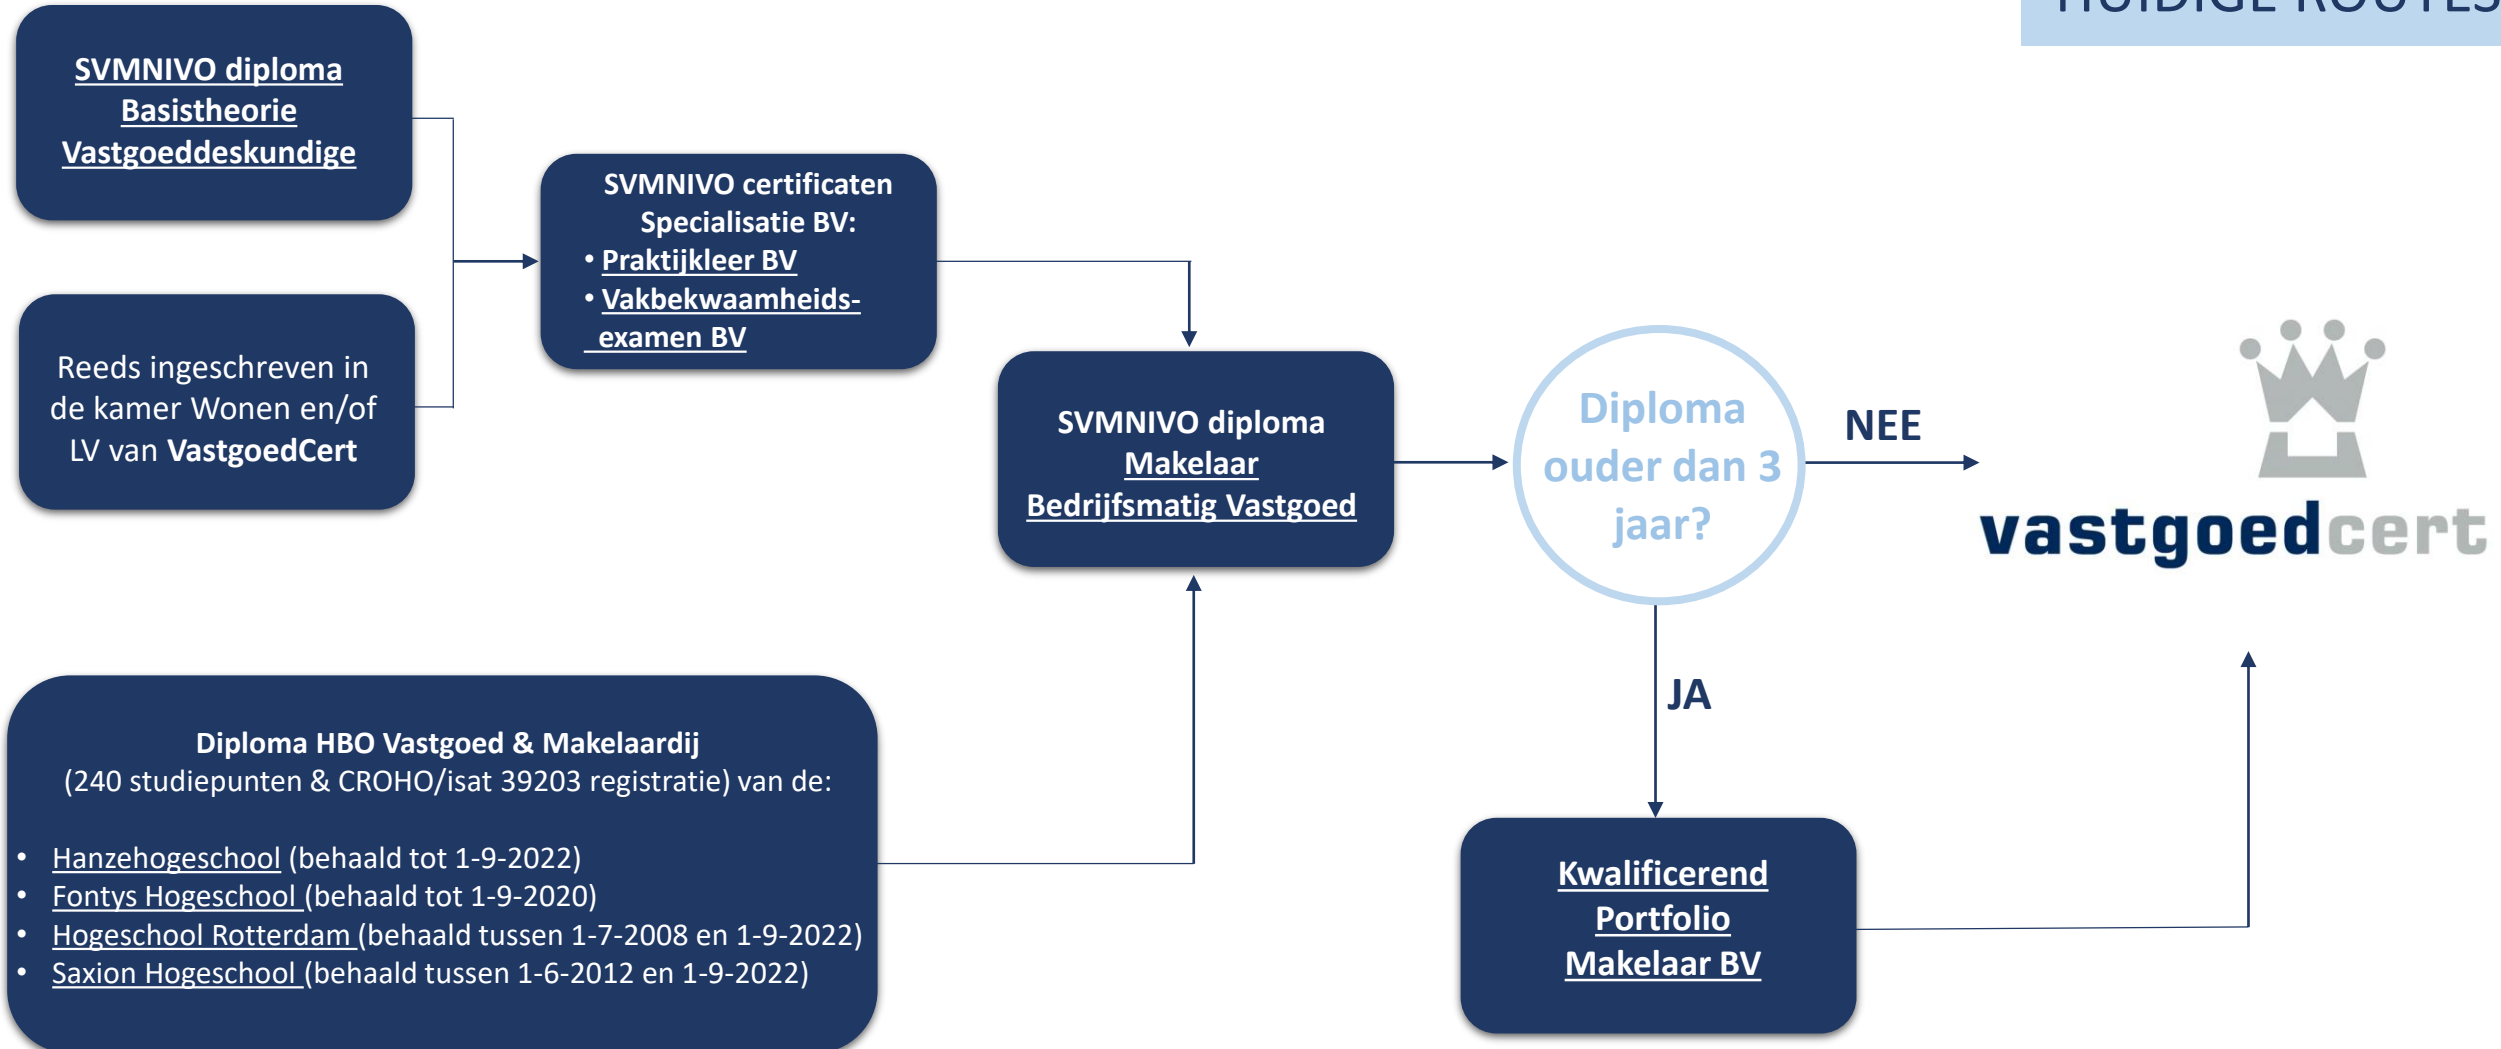 HUIDIGE ROUTES
SVMNIVO diploma
Basistheorie
Vastgoeddeskundige
SVMNIVO certificaten
Specialisatie BV:
• Praktijkleer BV
• Vakbekwaamheids-
examen BV
Reeds ingeschreven in
de kamer Wonen en/of
LV van VastgoedCert
SVMNIVO diploma
Makelaar
Bedrijfsmatig Vastgoed
Diploma
ouder dan 3
jaar?
NEE
vastgoedcert
JA
Diploma HBO Vastgoed & Makelaardij
(240 studiepunten & CROHO/isat 39203 registratie) van de:
• Hanzehogeschool (behaald tot 1-9-2022)
• Fontys Hogeschool (behaald tot 1-9-2020)
• Hogeschool Rotterdam (behaald tussen 1-7-2008 en 1-9-2022)
• Saxion Hogeschool (behaald tussen 1-6-2012 en 1-9-2022)
Kwalificerend
Portfolio
Makelaar BV